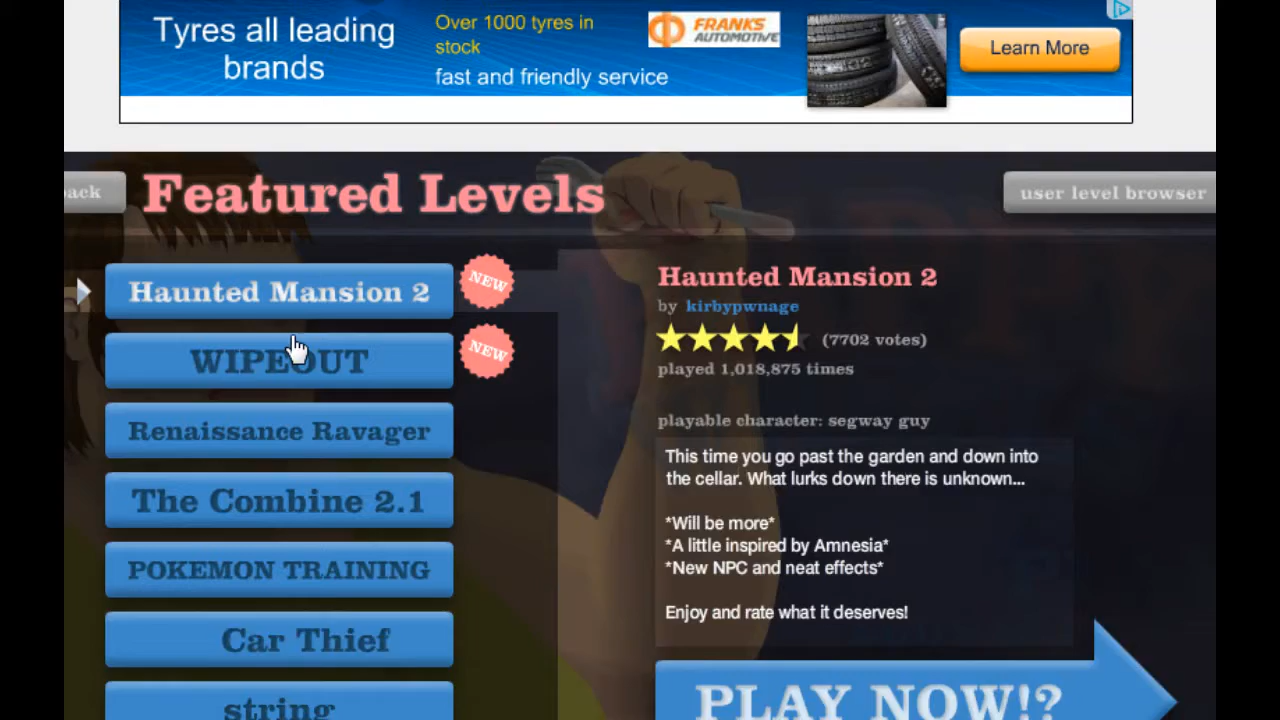 Tyres all leading
brands
Over 1000 tyres in
stock
fast and friendly service
FRANKS
AUTOMOTIVE
Learn More
back
Featured Levels
user level browser
Haunted Mansion 2
NEW
WIPEOUT
NEW
Renaissance Ravager
The Combine 2.1
POKEMON TRAINING
Car Thief
string
Haunted Mansion 2
by kirbypwnage
(7702 votes)
played 1,018,875 times
playable character: segway guy
This time you go past the garden and down into
the cellar. What lurks down there is unknown...
*Will be more*
*A little inspired by Amnesia*
*New NPC and neat effects*
Enjoy and rate what it deserves!
PLAY NOW!?